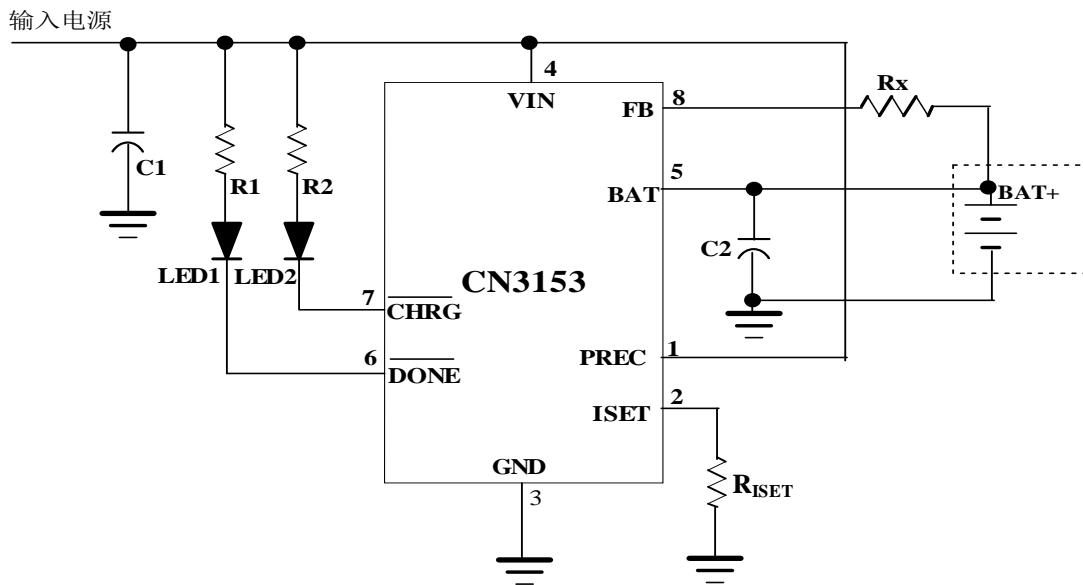 输入电源
4
VIN
FB
8
Rx
C1
R1
R2
BAT
5
BAT+
LED1
LED2
C2
CN3153
7
CHRG
6
DONE
PREC
1
ISET
2
GND
3
RISET